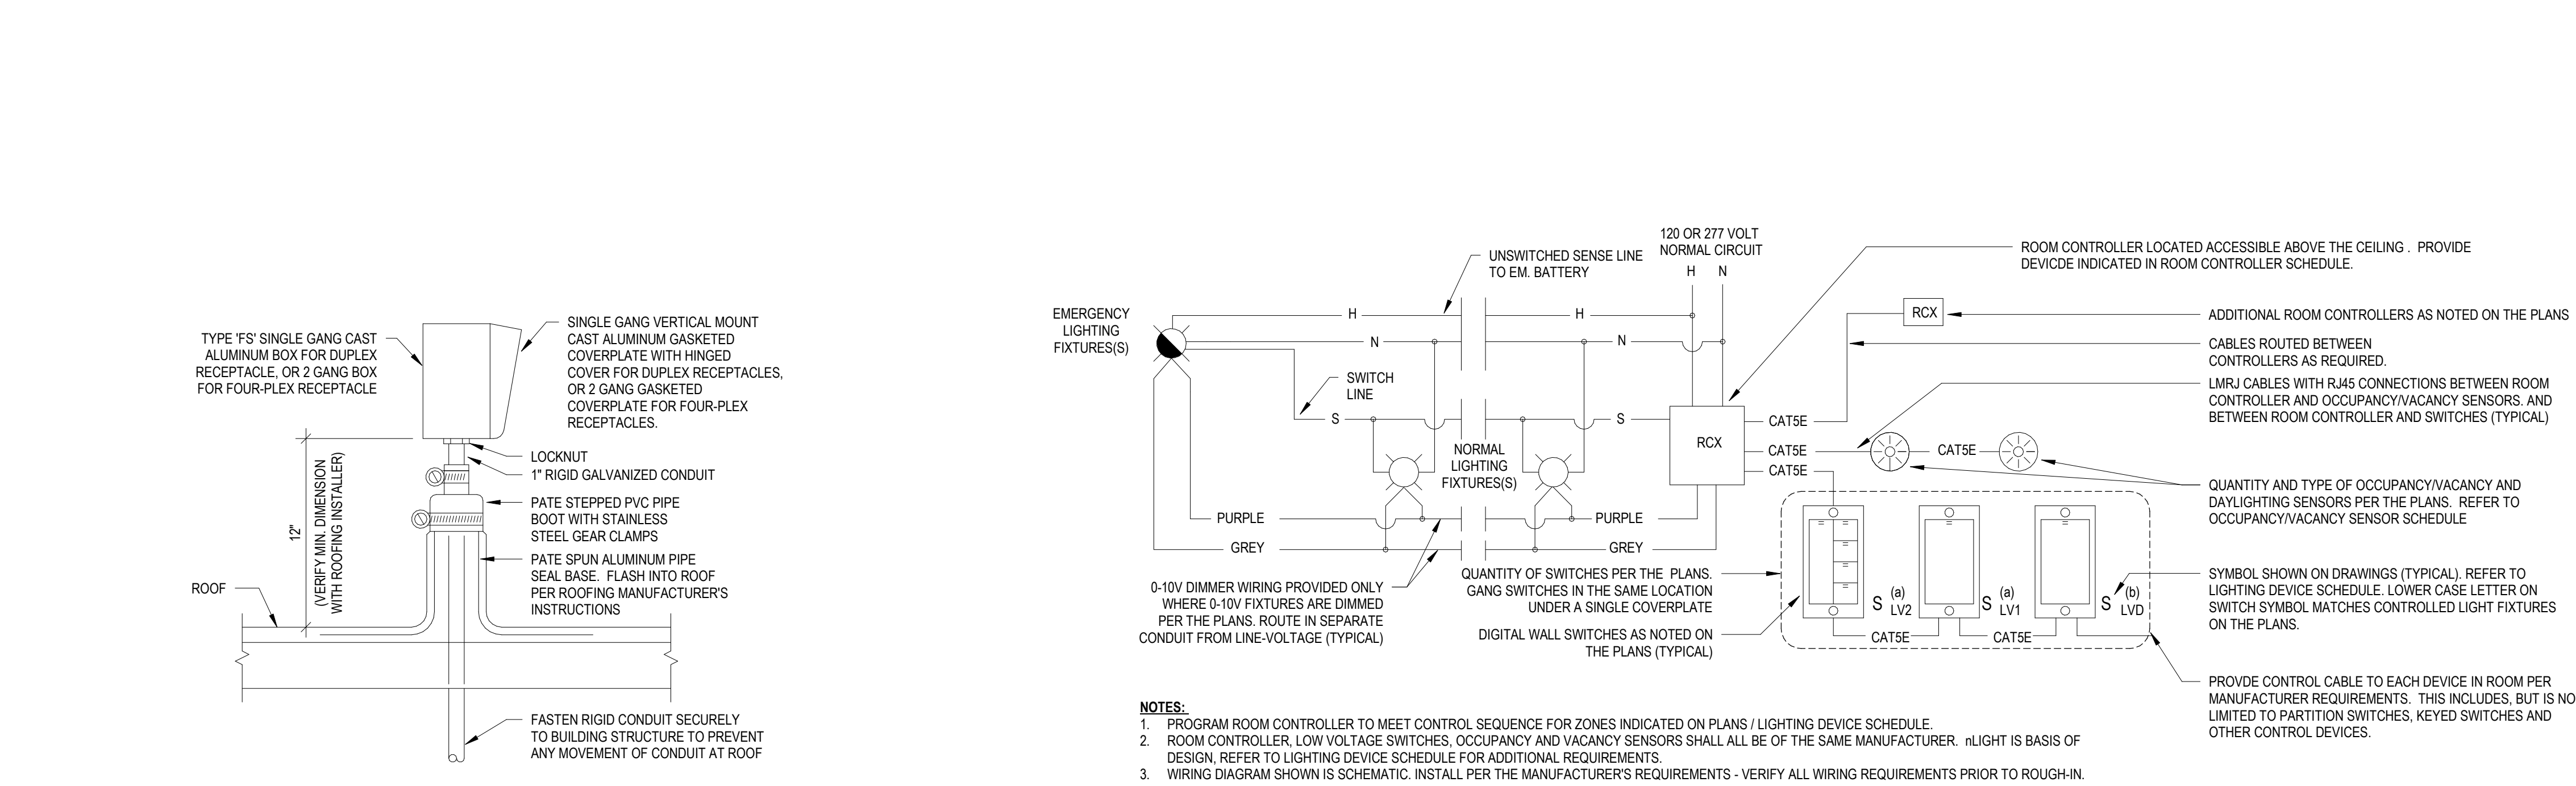 TYPE 'FS' SINGLE GANG CAST
ALUMINUM BOX FOR DUPLEX
RECEPTACLE, OR 2 GANG BOX
FOR FOUR-PLEX RECEPTACLE
SINGLE GANG VERTICAL MOUNT
CAST ALUMINUM GASKETED
COVERPLATE WITH HINGED
COVER FOR DUPLEX RECEPTACLES,
OR 2 GANG GASKETED
COVERPLATE FOR FOUR-PLEX
RECEPTACLES.
LOCKNUT
1" RIGID GALVANIZED CONDUIT
PATE STEPPED PVC PIPE
BOOT WITH STAINLESS
STEEL GEAR CLAMPS
PATE SPUN ALUMINUM PIPE
SEAL BASE. FLASH INTO ROOF
PER ROOFING MANUFACTURER'S
INSTRUCTIONS
12"
(VERIFY MIN. DIMENSION
WITH ROOFING INSTALLER)
ROOF
FASTEN RIGID CONDUIT SECURELY
TO BUILDING STRUCTURE TO PREVENT
ANY MOVEMENT OF CONDUIT AT ROOF
EMERGENCY
LIGHTING
FIXTURES(S)
UNSWITCHED SENSE LINE
TO EM. BATTERY
120 OR 277 VOLT
NORMAL CIRCUIT
H N
H H
N N
SWITCH
LINE
S S
NORMAL
LIGHTING
FIXTURES(S)
RCX
PURPLE PURPLE
GREY GREY
0-10V DIMMER WIRING PROVIDED ONLY
WHERE 0-10V FIXTURES ARE DIMMED
PER THE PLANS. ROUTE IN SEPARATE
CONDUIT FROM LINE-VOLTAGE (TYPICAL)
QUANTITY OF SWITCHES PER THE PLANS.
GANG SWITCHES IN THE SAME LOCATION
UNDER A SINGLE COVERPLATE
DIGITAL WALL SWITCHES AS NOTED ON
THE PLANS (TYPICAL)
CAT5E
CAT5E
CAT5E
CAT5E
RCX
S (a) LV2
S (a) LV1
S (b) LVD
CAT5E CAT5E
ROOM CONTROLLER LOCATED ACCESSIBLE ABOVE THE CEILING . PROVIDE
DEVICDE INDICATED IN ROOM CONTROLLER SCHEDULE.
ADDITIONAL ROOM CONTROLLERS AS NOTED ON THE PLANS
CABLES ROUTED BETWEEN
CONTROLLERS AS REQUIRED.
LMRJ CABLES WITH RJ45 CONNECTIONS BETWEEN ROOM
CONTROLLER AND OCCUPANCY/VACANCY SENSORS. AND
BETWEEN ROOM CONTROLLER AND SWITCHES (TYPICAL)
QUANTITY AND TYPE OF OCCUPANCY/VACANCY AND
DAYLIGHTING SENSORS PER THE PLANS. REFER TO
OCCUPANCY/VACANCY SENSOR SCHEDULE
SYMBOL SHOWN ON DRAWINGS (TYPICAL). REFER TO
LIGHTING DEVICE SCHEDULE. LOWER CASE LETTER ON
SWITCH SYMBOL MATCHES CONTROLLED LIGHT FIXTURES
ON THE PLANS.
PROVDE CONTROL CABLE TO EACH DEVICE IN ROOM PER
MANUFACTURER REQUIREMENTS. THIS INCLUDES, BUT IS NO
LIMITED TO PARTITION SWITCHES, KEYED SWITCHES AND
OTHER CONTROL DEVICES.
NOTES:
1. PROGRAM ROOM CONTROLLER TO MEET CONTROL SEQUENCE FOR ZONES INDICATED ON PLANS / LIGHTING DEVICE SCHEDULE.
2. ROOM CONTROLLER, LOW VOLTAGE SWITCHES, OCCUPANCY AND VACANCY SENSORS SHALL ALL BE OF THE SAME MANUFACTURER. nLIGHT IS BASIS OF
DESIGN, REFER TO LIGHTING DEVICE SCHEDULE FOR ADDITIONAL REQUIREMENTS.
3. WIRING DIAGRAM SHOWN IS SCHEMATIC. INSTALL PER THE MANUFACTURER'S REQUIREMENTS - VERIFY ALL WIRING REQUIREMENTS PRIOR TO ROUGH-IN.